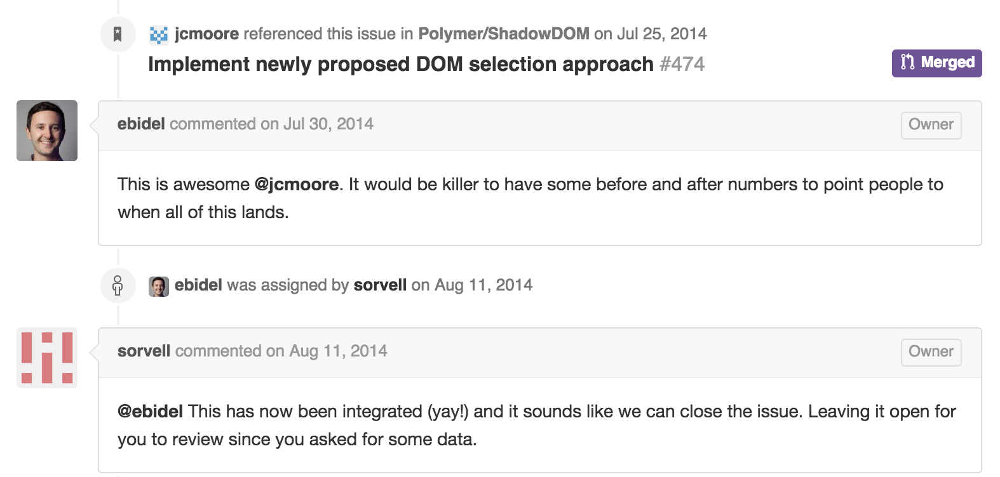 jcmoore referenced this issue in Polymer/ShadowDOM on Jul 25, 2014
Implement newly proposed DOM selection approach #474
Merged
ebidel commented on Jul 30, 2014
Owner
This is awesome @jcmoore. It would be killer to have some before and after numbers to point people to
when all of this lands.
ebidel was assigned by sorvell on Aug 11, 2014
sorvell commented on Aug 11, 2014
Owner
@ebidel This has now been integrated (yay!) and it sounds like we can close the issue. Leaving it open for
you to review since you asked for some data.